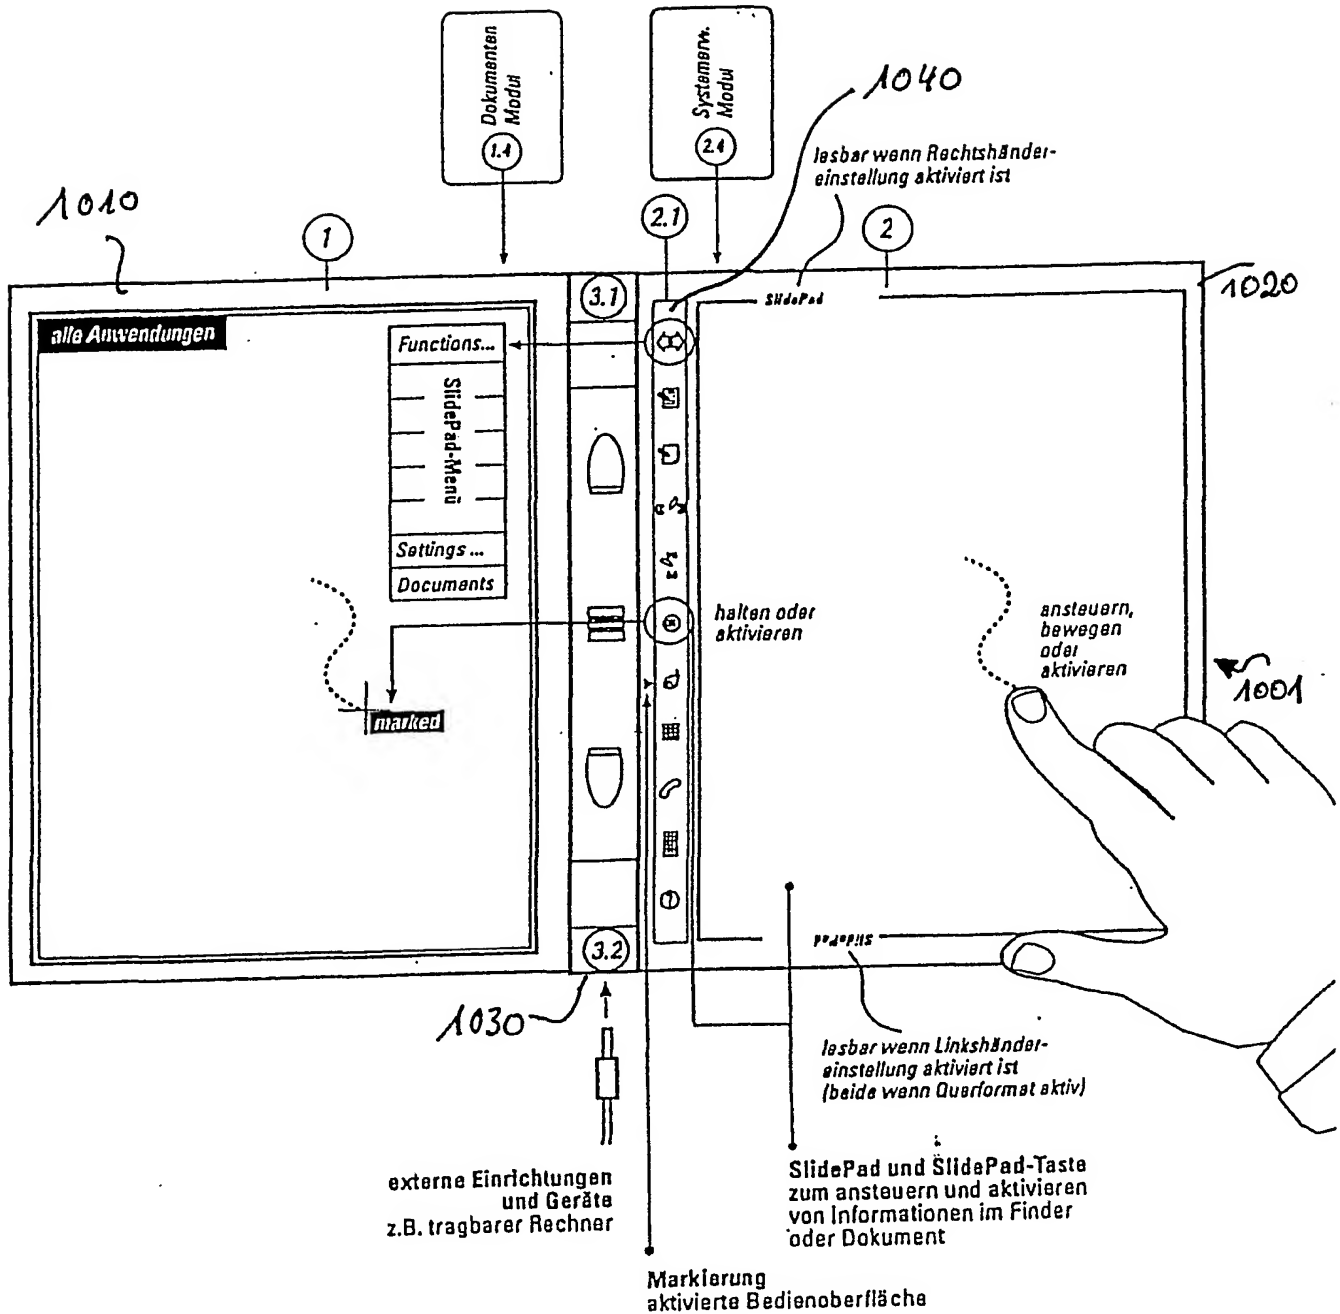 Dokumenten
Modul
1.4
Systemerw.
Modul
2.4
1040
lesbar wenn Rechtshänder-
einstellung aktiviert ist
1010
1
2.1
2
3.1
SlidePad
1020
alle Anwendungen
Functions...
SlidePad-Menü
Settings ...
Documents
halten oder
aktivieren
ansteuern,
bewegen
oder
aktivieren
1001
marked
SlidePad
3.2
1030
lesbar wenn Linkshänder-
einstellung aktiviert ist
(beide wenn Querformat aktiv)
externe Einrichtungen
und Geräte
z.B. tragbarer Rechner
SlidePad und SlidePad-Taste
zum ansteuern und aktivieren
von Informationen im Finder
oder Dokument
Markierung
aktivierte Bedienoberfläche